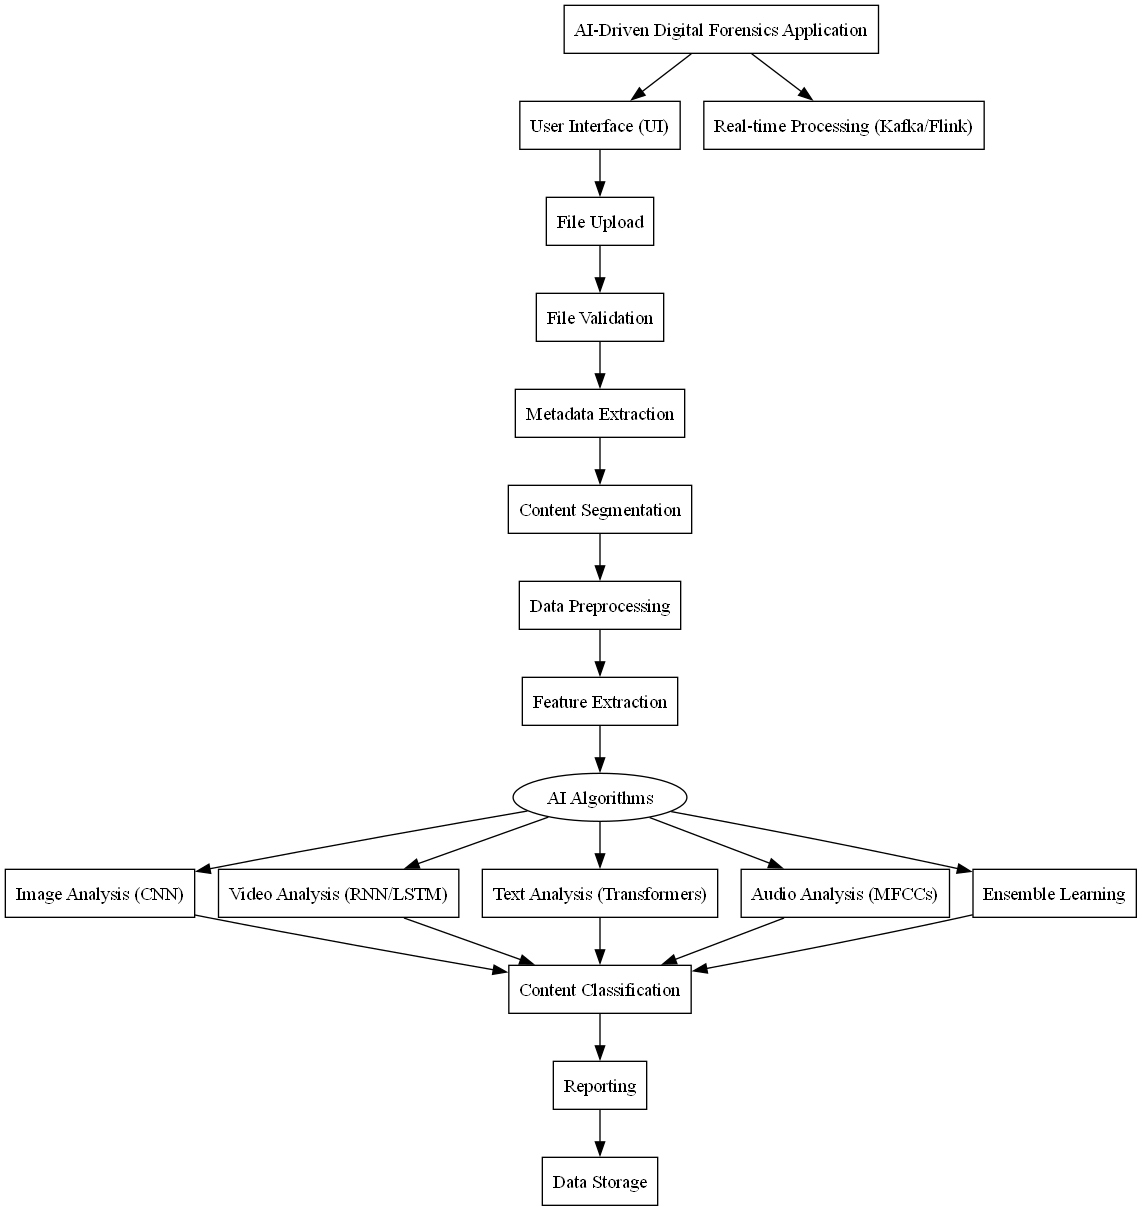 AI-Driven Digital Forensics Application
User Interface (UI)
Real-time Processing (Kafka/Flink)
File Upload
File Validation
Metadata Extraction
Content Segmentation
Data Preprocessing
Feature Extraction
AI Algorithms
Image Analysis (CNN)
Video Analysis (RNN/LSTM)
Text Analysis (Transformers)
Audio Analysis (MFCCs)
Ensemble Learning
Content Classification
Reporting
Data Storage